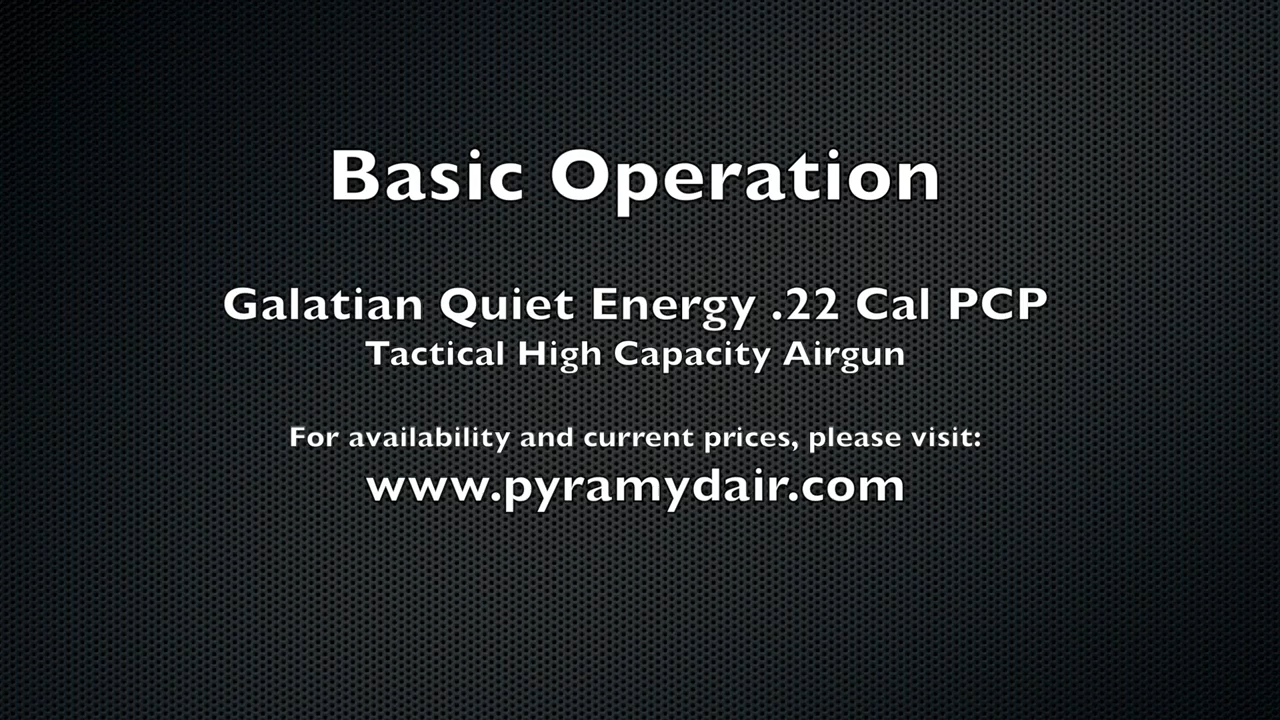 Basic Operation
Galatian Quiet Energy .22 Cal PCP
Tactical High Capacity Airgun
For availability and current prices, please visit:
www.pyramydair.com